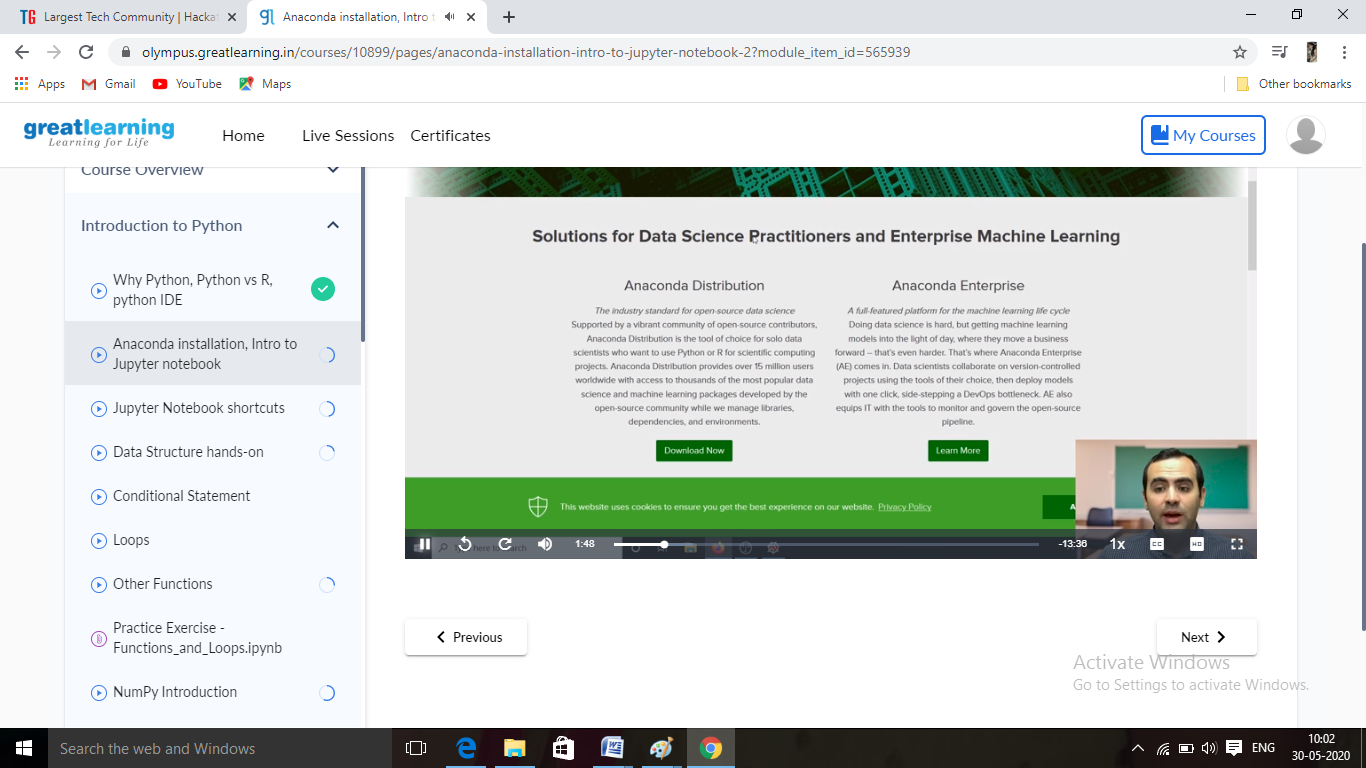 Largest Tech Community | Hacka
Anaconda installation, Intro t
olympus.greatlearning.in/courses/10899/pages/anaconda-installation-intro-to-jupyter-notebook-2?module_item_id=565939
Apps Gmail YouTube Maps Other bookmarks
greatlearning
Learning for Life
Home Live Sessions Certificates My Courses
Course Overview
Introduction to Python
Why Python, Python vs R,
python IDE
Anaconda installation, Intro to
Jupyter notebook
Jupyter Notebook shortcuts
Data Structure hands-on
Conditional Statement
Loops
Other Functions
Practice Exercise -
Functions_and_Loops.ipynb
NumPy Introduction
Solutions for Data Science Practitioners and Enterprise Machine Learning
Anaconda Distribution
The industry standard for open-source data science
Supported by a vibrant community of open-source contributors,
Anaconda Distribution is the tool of choice for solo data
scientists who want to use Python or R for scientific computing
projects. Anaconda Distribution provides over 15 million users
worldwide with access to thousands of the most popular data
science and machine learning packages developed by the
open-source community while we manage libraries,
dependencies, and environments.
Download Now
Anaconda Enterprise
A full-featured platform for the machine learning life cycle
Doing data science is hard, but getting machine learning
models into the light of day, where they move a business
forward – that's even harder. That's where Anaconda Enterprise
(AE) comes in. Data scientists collaborate on version-controlled
projects using the tools of their choice, then deploy models
with one click, side-stepping a DevOps bottleneck. AE also
equips IT with the tools to monitor and govern the open-source
pipeline.
Learn More
This website uses cookies to ensure you get the best experience on our website. Privacy Policy
A
1:48 -13:36 1x CC HD
Previous Next
Activate Windows
Go to Settings to activate Windows.
Search the web and Windows
ENG
10:02
30-05-2020